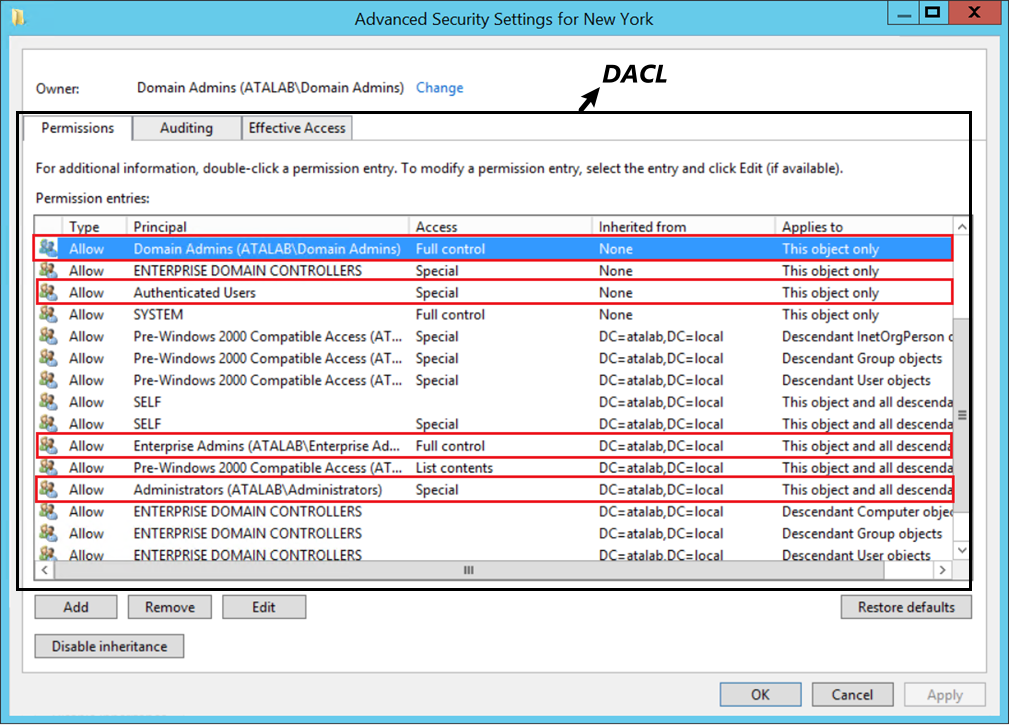 Advanced Security Settings for New York
DACL
Owner: Domain Admins (ATALAB\Domain Admins) Change
Permissions Auditing Effective Access
For additional information, double-click a permission entry. To modify a permission entry, select the entry and click Edit (if available).
Permission entries:
Type Principal Access Inherited from Applies to
Allow Domain Admins (ATALAB\Domain Admins) Full control None This object only
Allow ENTERPRISE DOMAIN CONTROLLERS Special None This object only
Allow Authenticated Users Special None This object only
Allow SYSTEM Full control None This object only
Allow Pre-Windows 2000 Compatible Access (AT... Special DC=atalab,DC=local Descendant InetOrgPerson o
Allow Pre-Windows 2000 Compatible Access (AT... Special DC=atalab,DC=local Descendant Group objects
Allow Pre-Windows 2000 Compatible Access (AT... Special DC=atalab,DC=local Descendant User objects
Allow SELF DC=atalab,DC=local This object and all descenda
Allow SELF Special DC=atalab,DC=local This object and all descenda
Allow Enterprise Admins (ATALAB\Enterprise Ad... Full control DC=atalab,DC=local This object and all descenda
Allow Pre-Windows 2000 Compatible Access (AT... List contents DC=atalab,DC=local This object and all descenda
Allow Administrators (ATALAB\Administrators) Special DC=atalab,DC=local This object and all descenda
Allow ENTERPRISE DOMAIN CONTROLLERS DC=atalab,DC=local Descendant Computer objec
Allow ENTERPRISE DOMAIN CONTROLLERS DC=atalab,DC=local Descendant Group objects
Allow ENTERPRISE DOMAIN CONTROLLERS DC=atalab,DC=local Descendant User objects
Add Remove Edit Restore defaults
Disable inheritance
OK Cancel Apply